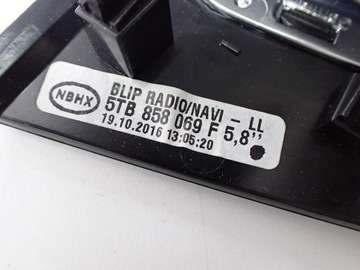 NBHX
BLIP RADIO/NAVI - LL
5TB 858 069 F 5,8"
19.10.2016 13:05:20